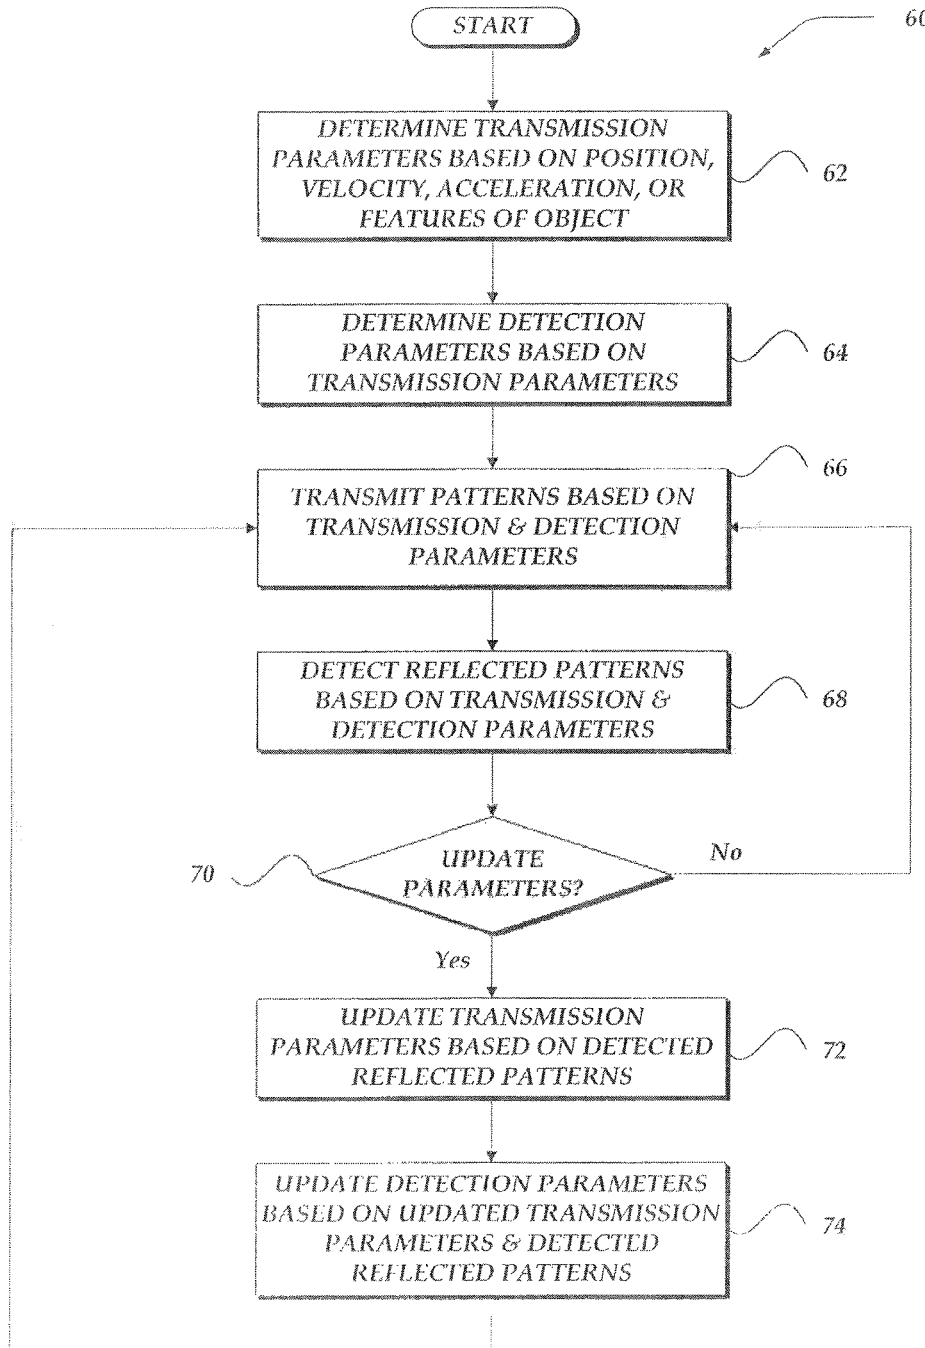 START
60
DETERMINE TRANSMISSION
PARAMETERS BASED ON POSITION,
VELOCITY, ACCELERATION, OR
FEATURES OF OBJECT
62
DETERMINE DETECTION
PARAMETERS BASED ON
TRANSMISSION PARAMETERS
64
66
TRANSMIT PATTERNS BASED ON
TRANSMISSION & DETECTION
PARAMETERS
DETECT REFLECTED PATTERNS
BASED ON TRANSMISSION &
DETECTION PARAMETERS
68
70
UPDATE
PARAMETERS?
No
Yes
UPDATE TRANSMISSION
PARAMETERS BASED ON DETECTED
REFLECTED PATTERNS
72
UPDATE DETECTION PARAMETERS
BASED ON UPDATED TRANSMISSION
PARAMETERS & DETECTED
REFLECTED PATTERNS
74